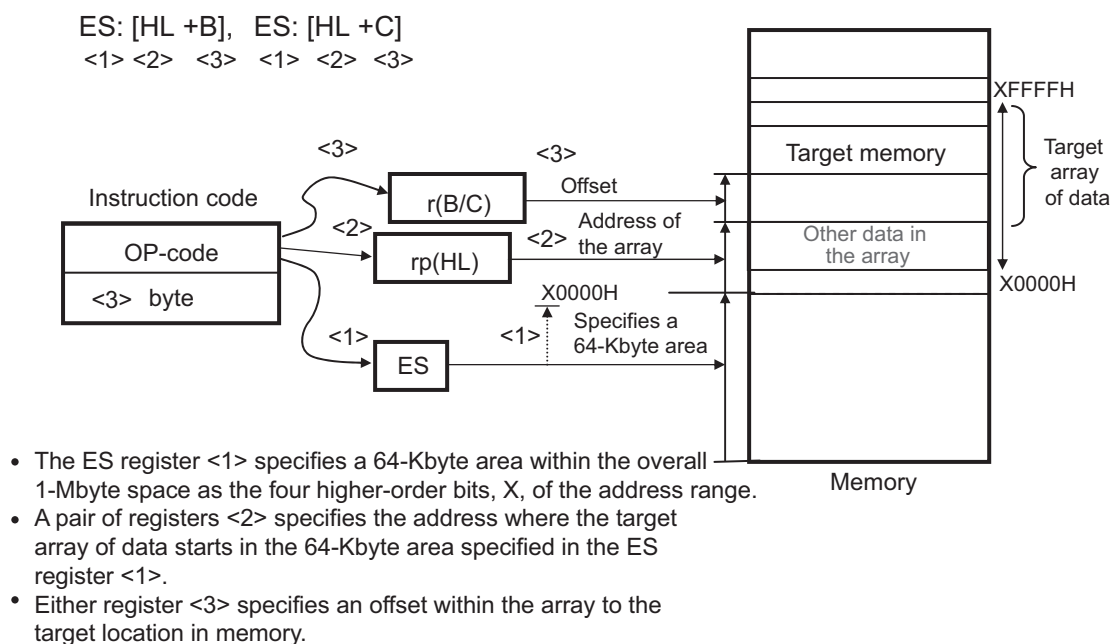 ES: [HL +B],  ES: [HL +C]
<1> <2> <3> <1> <2> <3>
XFFFFH
<3>
<3>
Target memory
Target
array
of data
Instruction code
r(B/C)
Offset
OP-code
<2>
rp(HL)
<2>
Address of
the array
Other data in
the array
<3> byte
X0000H
X0000H
<1>
ES
<1>
Specifies a
64-Kbyte area
Memory
• The ES register <1> specifies a 64-Kbyte area within the overall
1-Mbyte space as the four higher-order bits, X, of the address range.
• A pair of registers <2> specifies the address where the target
array of data starts in the 64-Kbyte area specified in the ES
register <1>.
• Either register <3> specifies an offset within the array to the
target location in memory.